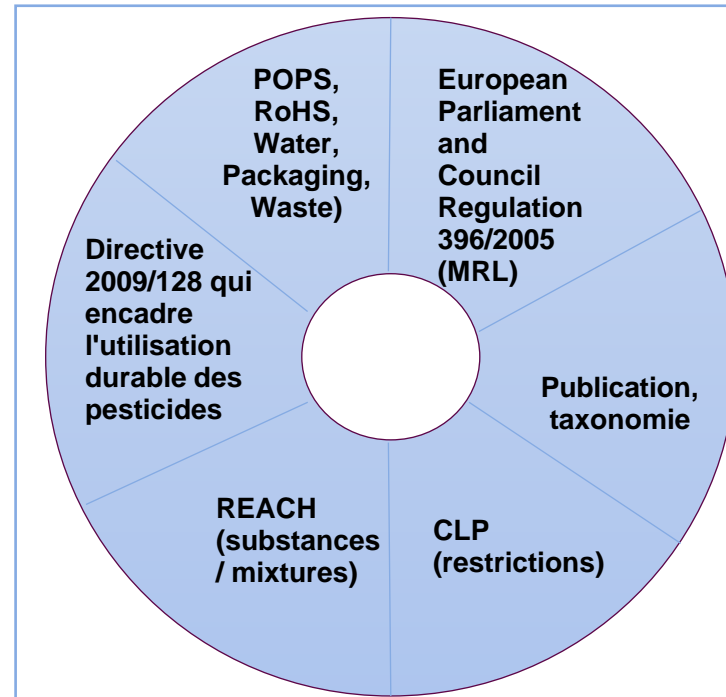 POPS,
RoHS,
Water,
Packaging,
Waste)
European
Parliament
and
Council
Regulation
396/2005
(MRL)
Directive
2009/128 qui
encadre
l'utilisation
durable des
pesticides
Publication,
taxonomie
REACH
(substances
/ mixtures)
CLP
(restrictions)